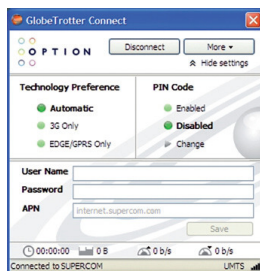 GlobeTrotter Connect
OPTION
Disconnect
More
Hide settings
Technology Preference
Automatic
3G Only
EDGE/GPRS Only
PIN Code
Enabled
Disabled
Change
User Name
Password
APN internet.supercom.com
Save
00:00:00 0 B 0 b/s 0 b/s
Connected to SUPERCOM UMTS